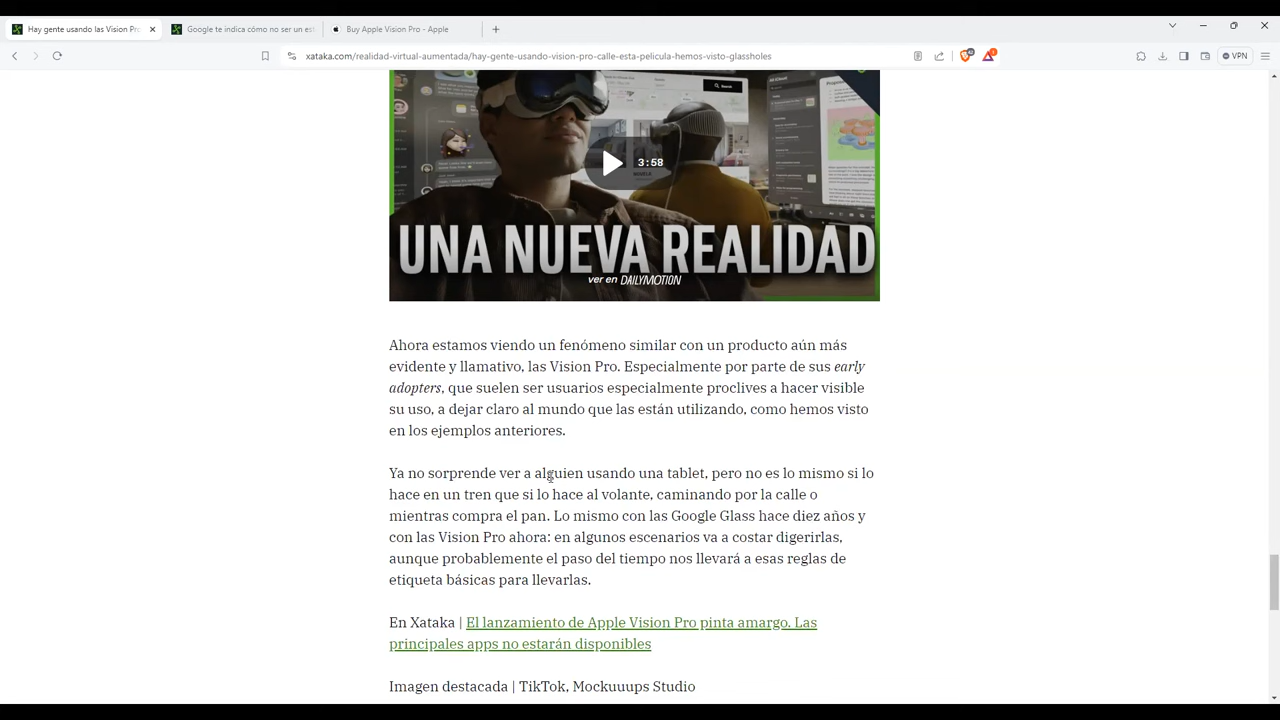 Hay gente usando las Vision Pro
Google te indica cómo no ser un est
Buy Apple Vision Pro - Apple
xataka.com/realidad-virtual-aumentada/hay-gente-usando-vision-pro-calle-esta-pelicula-hemos-visto-glassholes
VPN
Search
3:58
UNA NUEVA REALIDAD
ver en DAILYMOTION
Ahora estamos viendo un fenómeno similar con un producto aún más
evidente y llamativo, las Vision Pro. Especialmente por parte de sus early
adopters, que suelen ser usuarios especialmente proclives a hacer visible
su uso, a dejar claro al mundo que las están utilizando, como hemos visto
en los ejemplos anteriores.
Ya no sorprende ver a alguien usando una tablet, pero no es lo mismo si lo
hace en un tren que si lo hace al volante, caminando por la calle o
mientras compra el pan. Lo mismo con las Google Glass hace diez años y
con las Vision Pro ahora: en algunos escenarios va a costar digerirlas,
aunque probablemente el paso del tiempo nos llevará a esas reglas de
etiqueta básicas para llevarlas.
En Xataka | El lanzamiento de Apple Vision Pro pinta amargo. Las
principales apps no estarán disponibles
Imagen destacada | TikTok, Mockuuups Studio